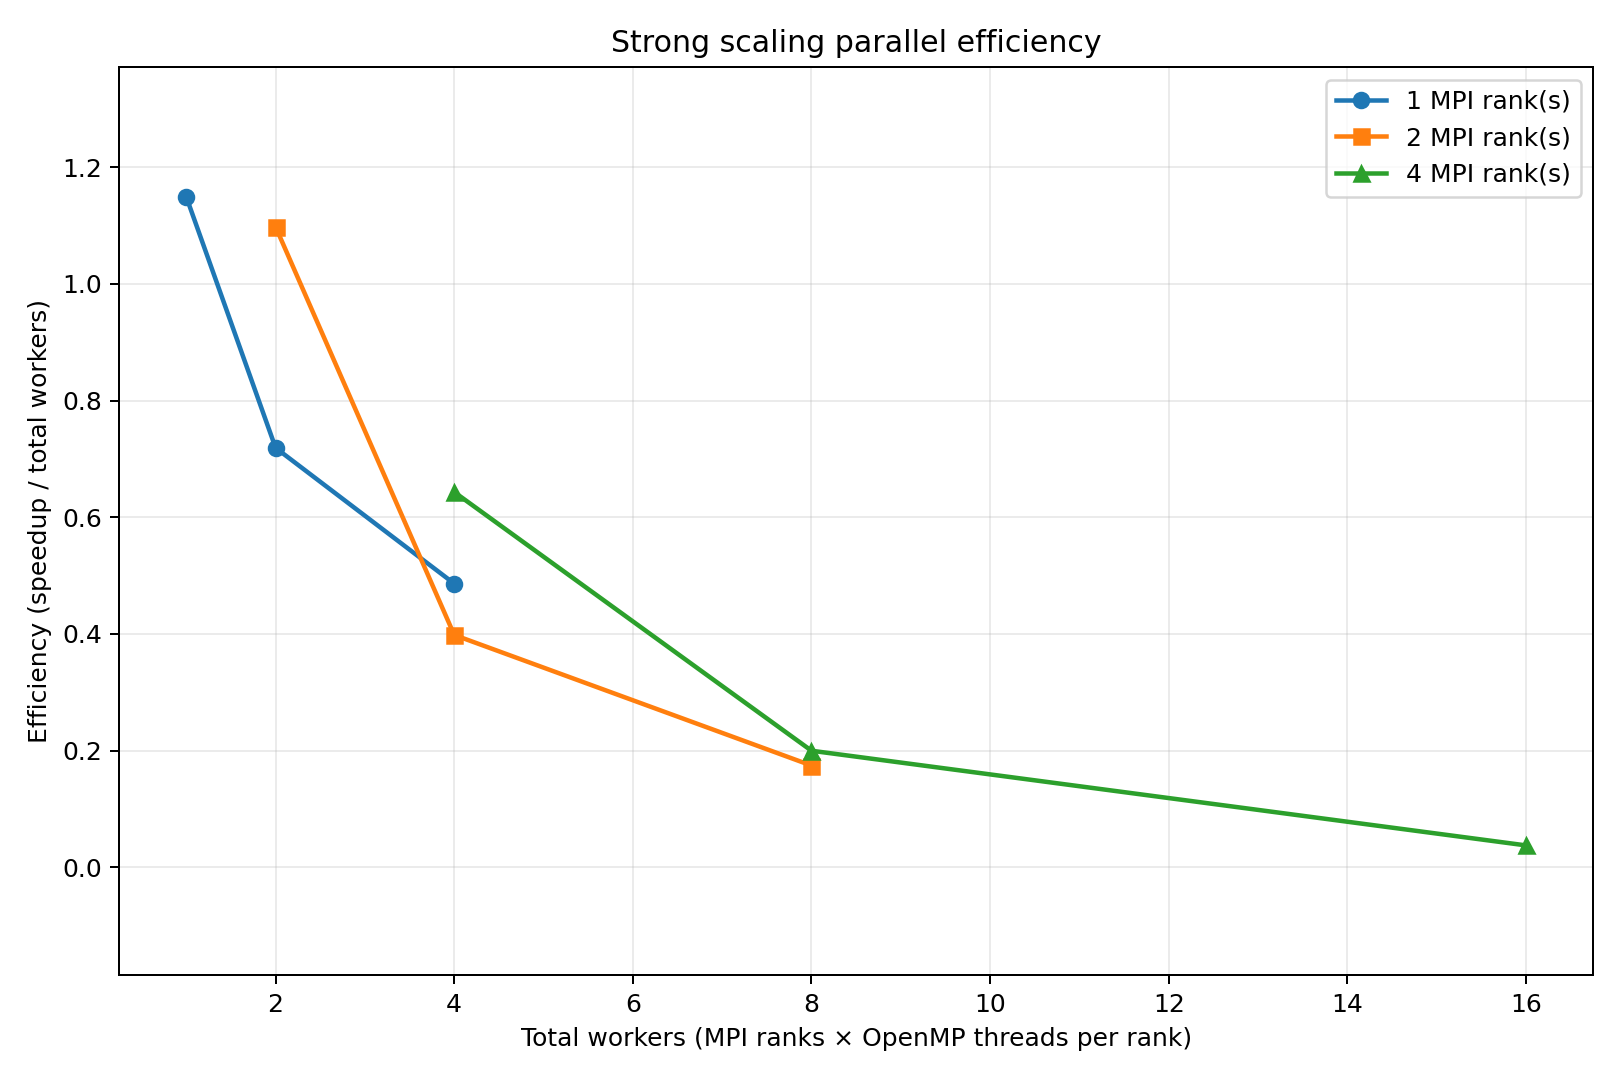 Strong scaling parallel efficiency
1 MPI rank(s)
2 MPI rank(s)
4 MPI rank(s)
Efficiency (speedup / total workers)
1.2
1.0
0.8
0.6
0.4
0.2
0.0
2 4 6 8 10 12 14 16
Total workers (MPI ranks × OpenMP threads per rank)